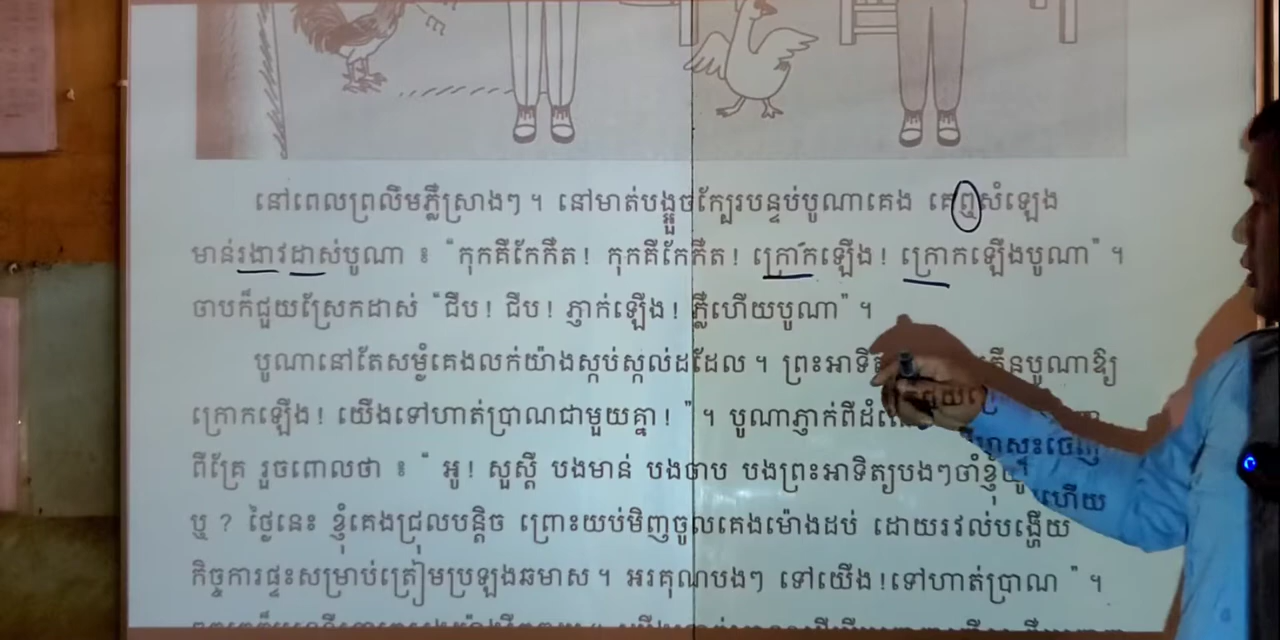 នៅពេលព្រលឹមភ្លឺស្រាងៗ ។ នៅមាត់បង្អួចក្បែរបន្ទប់បូណាគេង គេឮសំឡេង
មាន់រងាវដាស់បូណា ៖ “កុកគីកែកឹត! កុកគីកែកឹត! ក្រោកឡើង! ក្រោកឡើងបូណា” ។
ចាបក៏ជួយស្រែកដាស់ “ជីប! ជីប! ភ្ញាក់ឡើង! ភ្លឺហើយបូណា” ។
បូណានៅតែសម្ងំគេងលក់យ៉ាងស្កប់ស្កល់ដដែល ។ ព្រះអាទិ បូណាឱ្យ
ក្រោកឡើង! យើងទៅហាត់ប្រាណជាមួយគ្នា! ” ។ បូណាភ្ញាក់ពី
ពីគ្រែ រួចពោលថា ៖ “ អូ! សួស្តី បងមាន់ បងចាប បងព្រះអាទិត្យបងៗចាំខ្ញុំយូរហើយ
ឬ ? ថ្ងៃនេះ ខ្ញុំគេងជ្រុលបន្តិច ព្រោះយប់មិញចូលគេងម៉ោងដប់ ដោយរវល់បង្ហើយ
កិច្ចការផ្ទះសម្រាប់ត្រៀមប្រឡងឆមាស ។ អរគុណបងៗ ទៅយើង !ទៅហាត់ប្រាណ ” ។